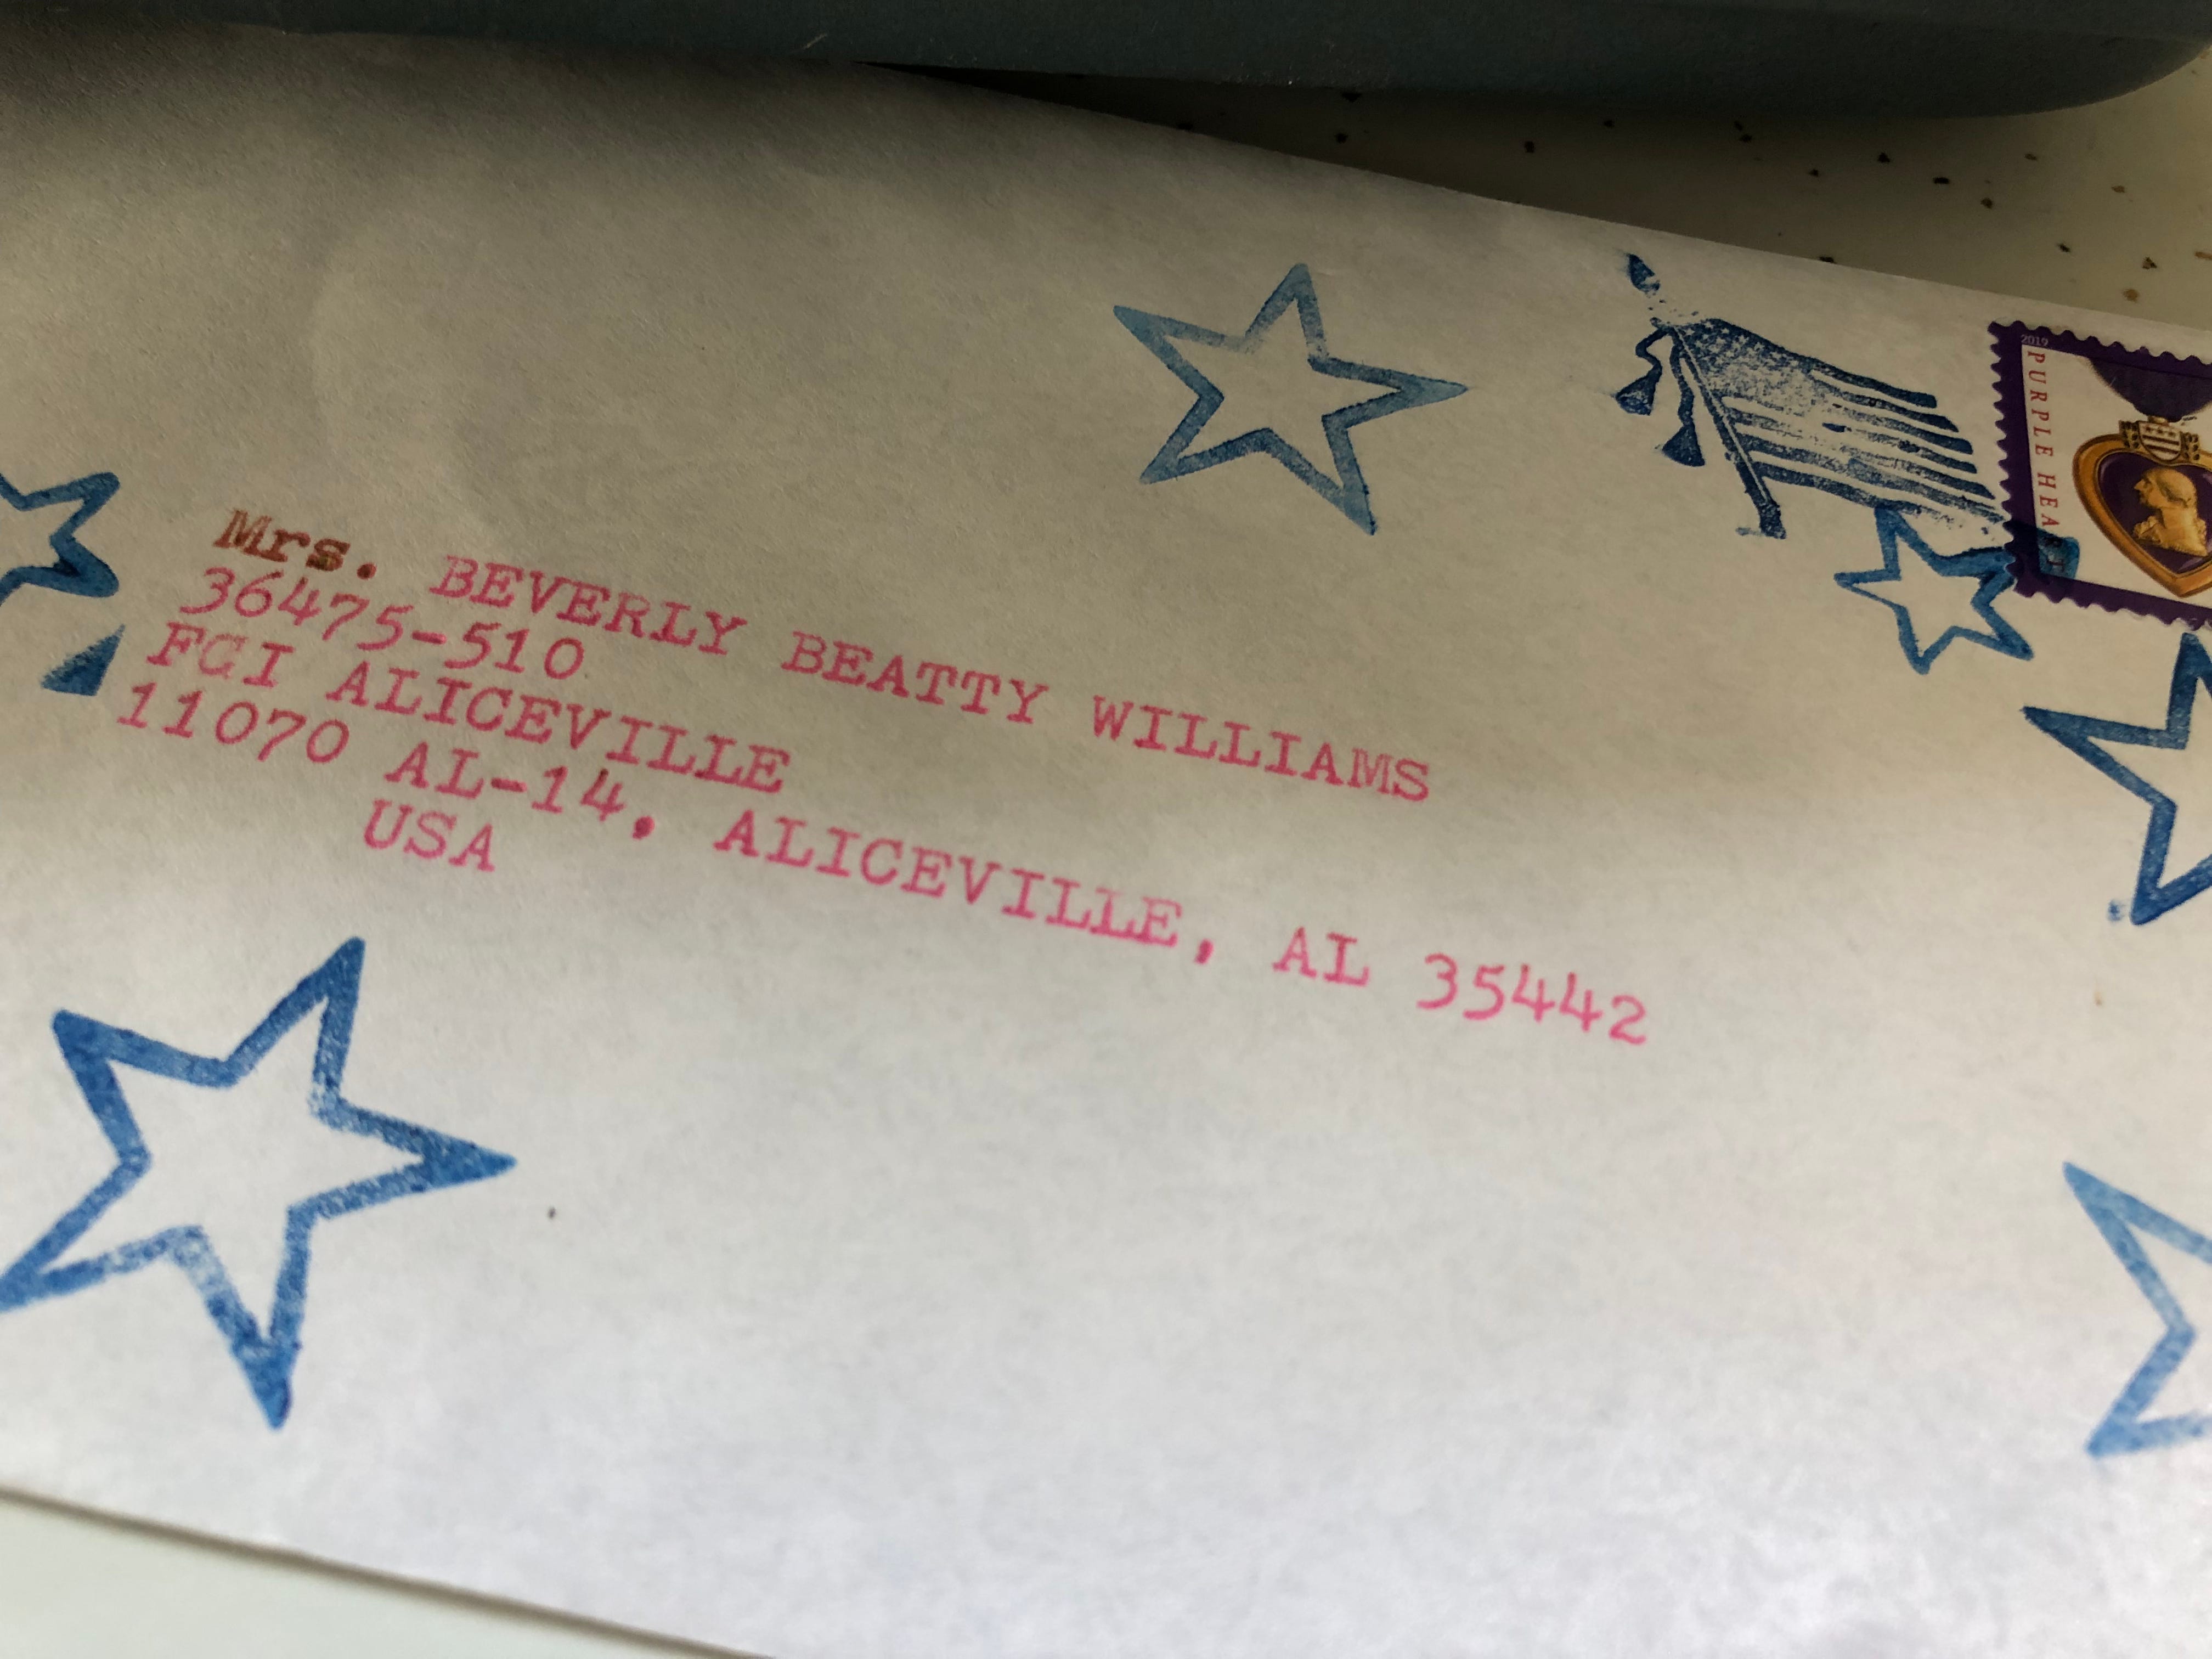 Mrs. BEVERLY BEATTY WILLIAMS
36475-510
FCI ALICEVILLE
11070 AL-14, ALICEVILLE, AL 35442
USA
2019
PURPLE HEART